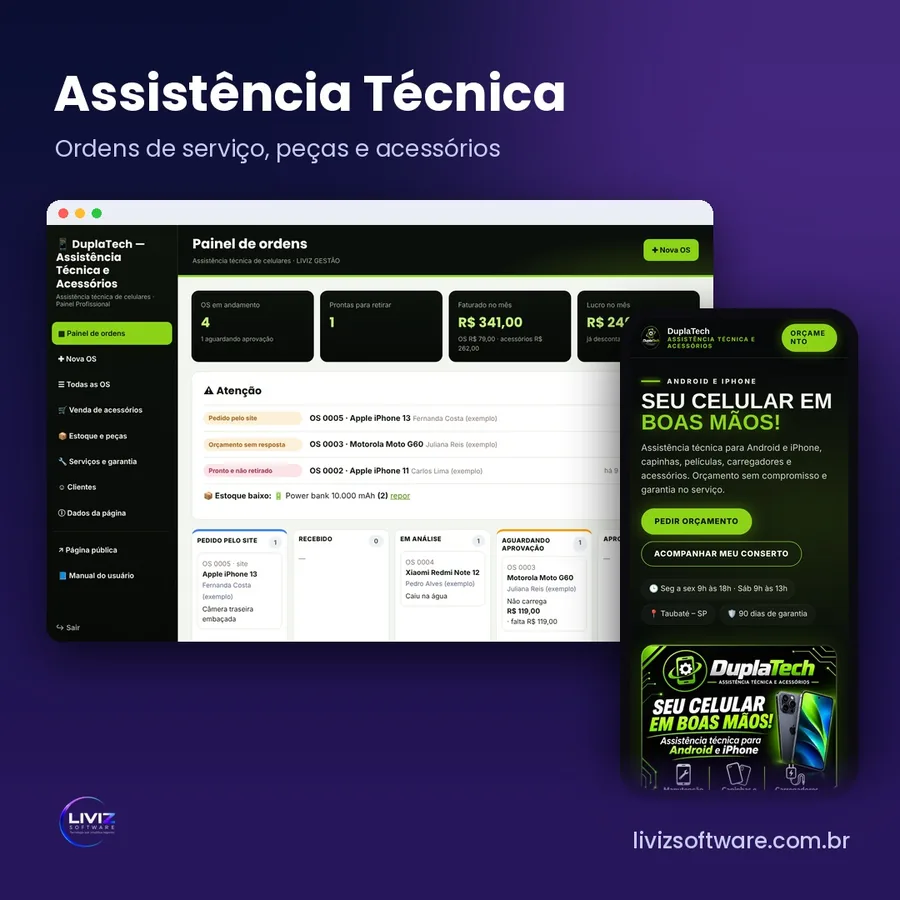 Assistência Técnica
Ordens de serviço, peças e acessórios
DuplaTech —
Assistência
Técnica e
Acessórios
Assistência técnica de celulares ·
Painel Profissional
Painel de ordens
Nova OS
Todas as OS
Venda de acessórios
Estoque e peças
Serviços e garantia
Clientes
Dados da página
Página pública
Manual do usuário
Sair
Painel de ordens
Assistência técnica de celulares · LIVIZ GESTÃO
+ Nova OS
OS em andamento
4
1 aguardando aprovação
Prontas para retirar
1
Faturado no mês
R$ 341,00
OS R$ 79,00 · acessórios R$
262,00
Lucro no mês
R$ 24
já desconta
Atenção
Pedido pelo site
OS 0005 · Apple iPhone 13 Fernanda Costa (exemplo)
Orçamento sem resposta
OS 0003 · Motorola Moto G60 Juliana Reis (exemplo)
Pronto e não retirado
OS 0002 · Apple iPhone 11 Carlos Lima (exemplo)
há 9
Estoque baixo: Power bank 10.000 mAh (2) repor
PEDIDO PELO SITE 1
OS 0005 · site
Apple iPhone 13
Fernanda Costa
(exemplo)
Câmera traseira
embaçada
RECEBIDO 0
—
EM ANÁLISE 1
OS 0004
Xiaomi Redmi Note 12
Pedro Alves (exemplo)
Caiu na água
AGUARDANDO
APROVAÇÃO 1
OS 0003
Motorola Moto G60
Juliana Reis (exemplo)
Não carrega
R$ 119,00
· falta R$ 119,00
APRO
—
DuplaTech
ASSISTÊNCIA TÉCNICA E
ACESSÓRIOS
ORÇAME
NTO
ANDROID E IPHONE
SEU CELULAR EM
BOAS MÃOS!
Assistência técnica para Android e iPhone,
capinhas, películas, carregadores e
acessórios. Orçamento sem compromisso e
garantia no serviço.
PEDIR ORÇAMENTO
ACOMPANHAR MEU CONSERTO
Seg a sex 9h às 18h · Sáb 9h às 13h
Taubaté – SP
90 dias de garantia
DuplaTech
ASSISTÊNCIA TÉCNICA E ACESSÓRIOS
SEU CELULAR
EM BOAS MÃOS!
Assistência técnica para
Android e iPhone
Manutenção
Capinhas e
Carregadores
LIVIZ
SOFTWARE
livizsoftware.com.br